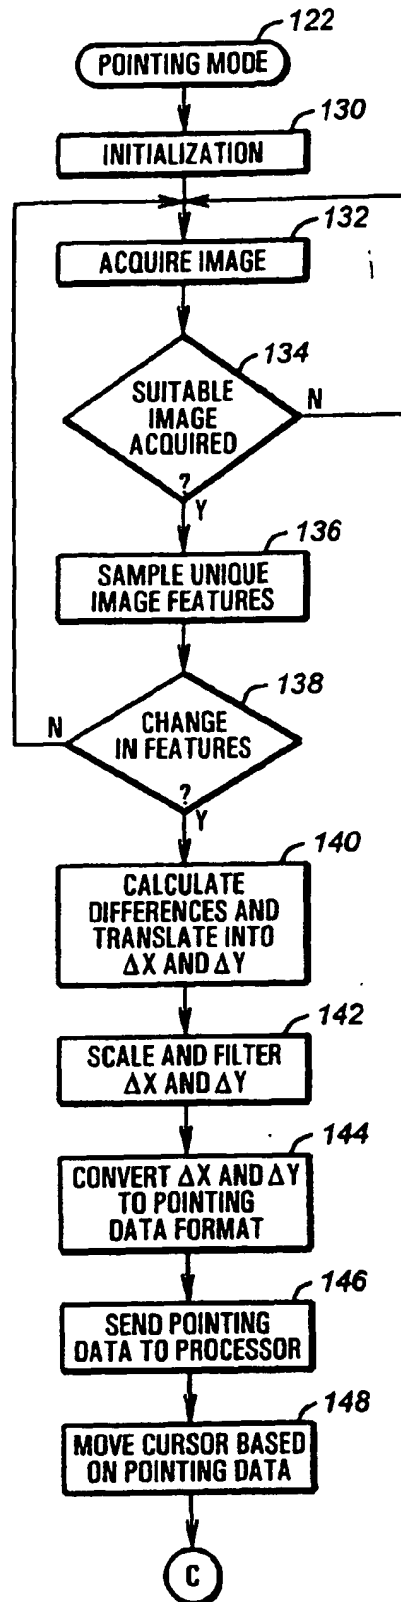 122
POINTING MODE
130
INITIALIZATION
132
ACQUIRE IMAGE
134
SUITABLE
IMAGE
ACQUIRED
?
N
Y
136
SAMPLE UNIQUE
IMAGE FEATURES
138
CHANGE
IN FEATURES
?
N
Y
140
CALCULATE
DIFFERENCES AND
TRANSLATE INTO
ΔX AND ΔY
142
SCALE AND FILTER
ΔX AND ΔY
144
CONVERT ΔX AND ΔY
TO POINTING
DATA FORMAT
146
SEND POINTING
DATA TO PROCESSOR
148
MOVE CURSOR BASED
ON POINTING DATA
C